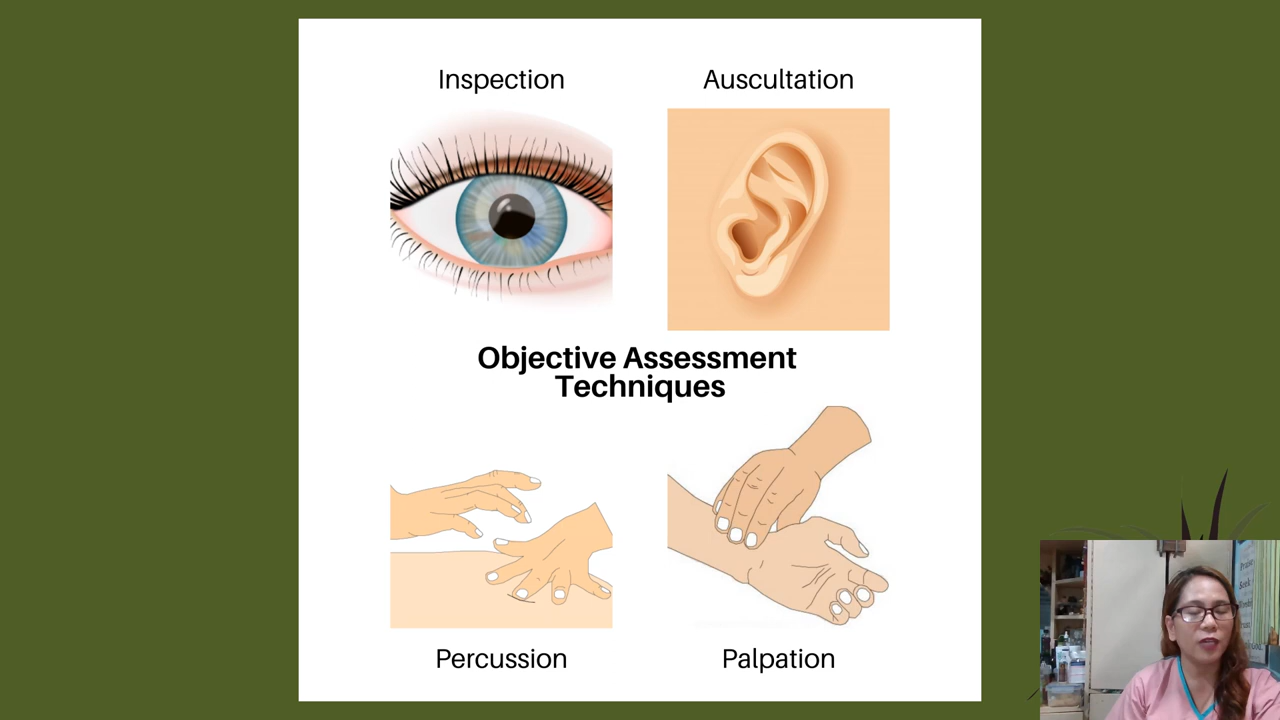 Inspection
Auscultation
Objective Assessment
Techniques
Percussion
Palpation